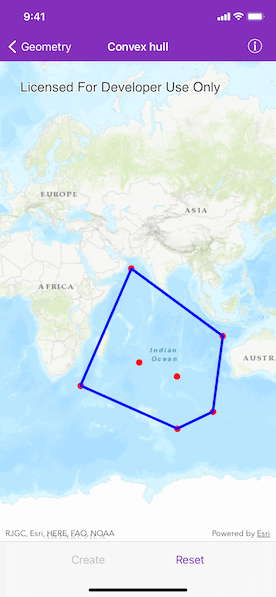 9:41
Geometry
Convex hull
Licensed For Developer Use Only
EUROPE
ASIA
AFRICA
Indian
Ocean
AUSTR
RJGC, Esri, HERE, FAO, NOAA
Powered by Esri
Create
Reset